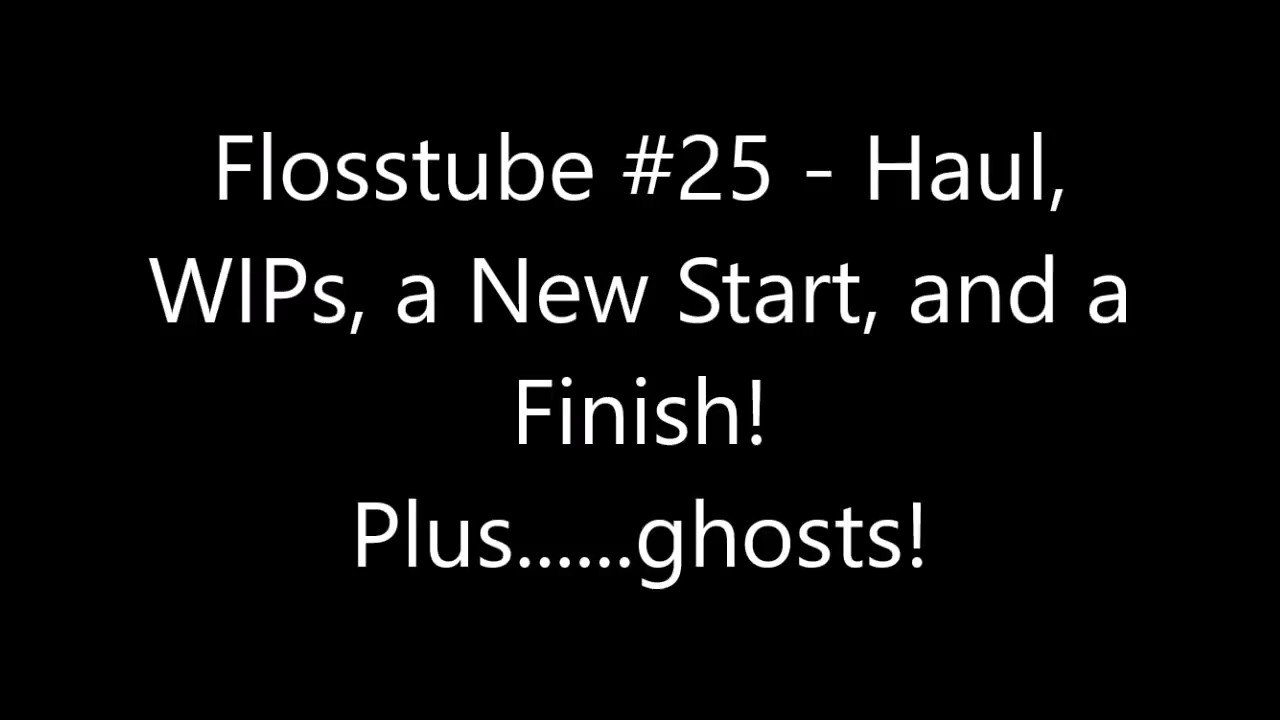 Flosstube #25 - Haul,
WIPs, a New Start, and a
Finish!
Plus......ghosts!